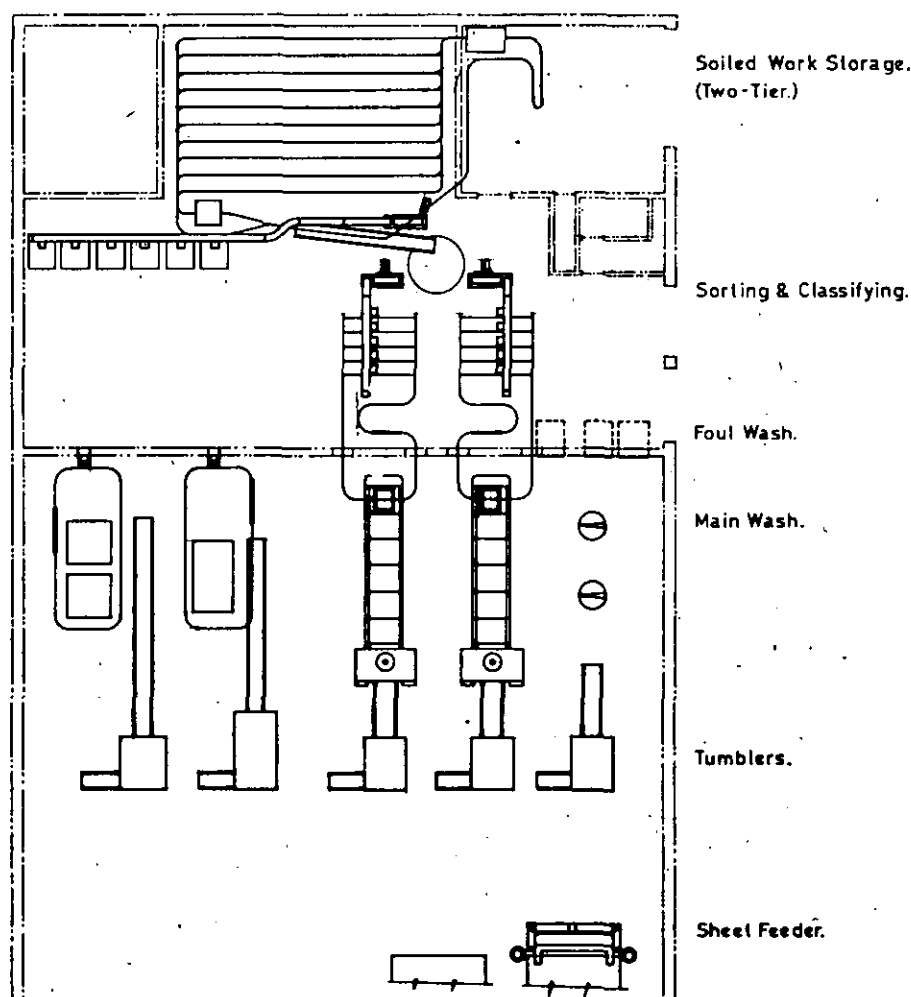 Soiled Work Storage.
(Two-Tier.)
Sorting & Classifying.
Foul Wash.
Main Wash.
Tumblers.
Sheet Feeder.